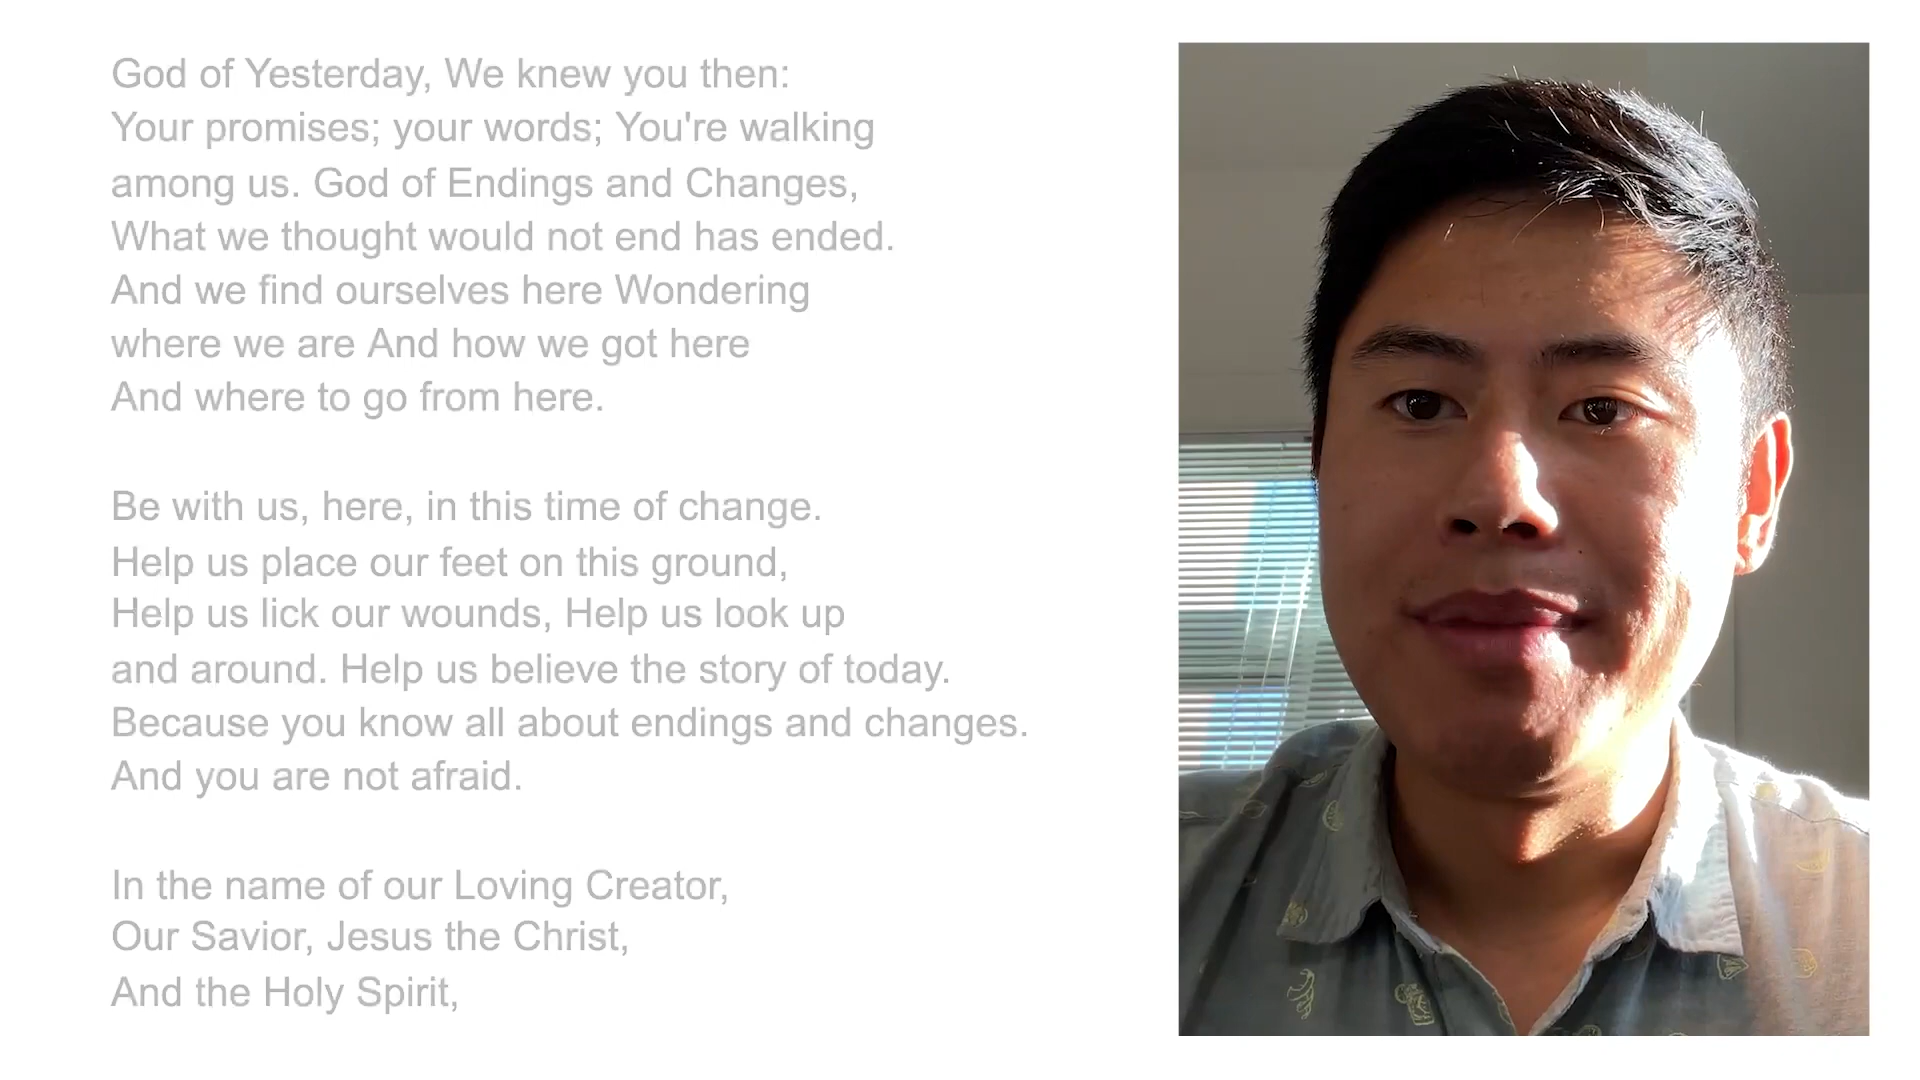 God of Yesterday, We knew you then:
Your promises; your words; You're walking
among us. God of Endings and Changes,
What we thought would not end has ended.
And we find ourselves here Wondering
where we are And how we got here
And where to go from here.
Be with us, here, in this time of change.
Help us place our feet on this ground,
Help us lick our wounds, Help us look up
and around. Help us believe the story of today.
Because you know all about endings and changes.
And you are not afraid.
In the name of our Loving Creator,
Our Savior, Jesus the Christ,
And the Holy Spirit,